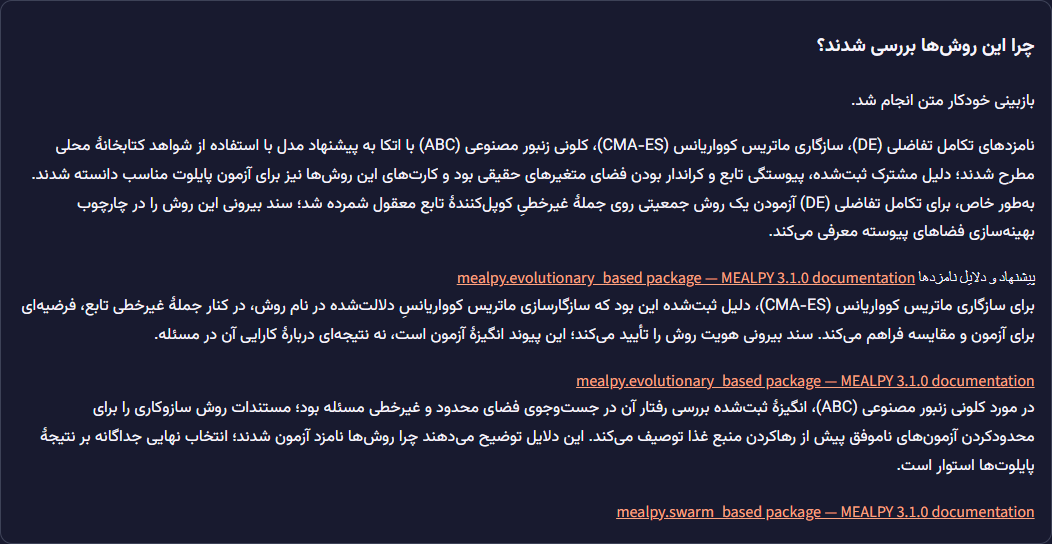 چرا این روش‌ها بررسی شدند؟
بازبینی خودکار متن انجام شد.
نامزدهای تکامل تفاضلی (DE)، سازگاری ماتریس کوواریانس (CMA-ES)، کلونی زنبور مصنوعی (ABC) با اتکا به پیشنهاد مدل با استفاده از شواهد کتابخانهٔ محلی
مطرح شدند؛ دلیل مشترک ثبت‌شده، پیوستگی تابع و کراندار بودن فضای متغیرهای حقیقی بود و کارت‌های این روش‌ها نیز برای آزمون پایلوت مناسب دانسته شدند.
به‌طور خاص، برای تکامل تفاضلی (DE) آزمودن یک روش جمعیتی روی جملهٔ غیرخطیِ کوپل‌کنندهٔ تابع معقول شمرده شد؛ سند بیرونی این روش را در چارچوب
بهینه‌سازی فضاهای پیوسته معرفی می‌کند.
پیشنهاد و دلایل نامزدها mealpy.evolutionary_based package — MEALPY 3.1.0 documentation
برای سازگاری ماتریس کوواریانس (CMA-ES)، دلیل ثبت‌شده این بود که سازگارسازی ماتریس کوواریانسِ دلالت‌شده در نام روش، در کنار جملهٔ غیرخطی تابع، فرضیه‌ای
برای آزمون و مقایسه فراهم می‌کند. سند بیرونی هویت روش را تأیید می‌کند؛ این پیوند انگیزهٔ آزمون است، نه نتیجه‌ای دربارهٔ کارایی آن در مسئله.
mealpy.evolutionary_based package — MEALPY 3.1.0 documentation
در مورد کلونی زنبور مصنوعی (ABC)، انگیزهٔ ثبت‌شده بررسی رفتار آن در جست‌وجوی فضای محدود و غیرخطی مسئله بود؛ مستندات روش سازوکاری را برای
محدودکردن آزمون‌های ناموفق پیش از رهاکردن منبع غذا توصیف می‌کند. این دلایل توضیح می‌دهند چرا روش‌ها نامزد آزمون شدند؛ انتخاب نهایی جداگانه بر نتیجهٔ
پایلوت‌ها استوار است.
mealpy.swarm_based package — MEALPY 3.1.0 documentation